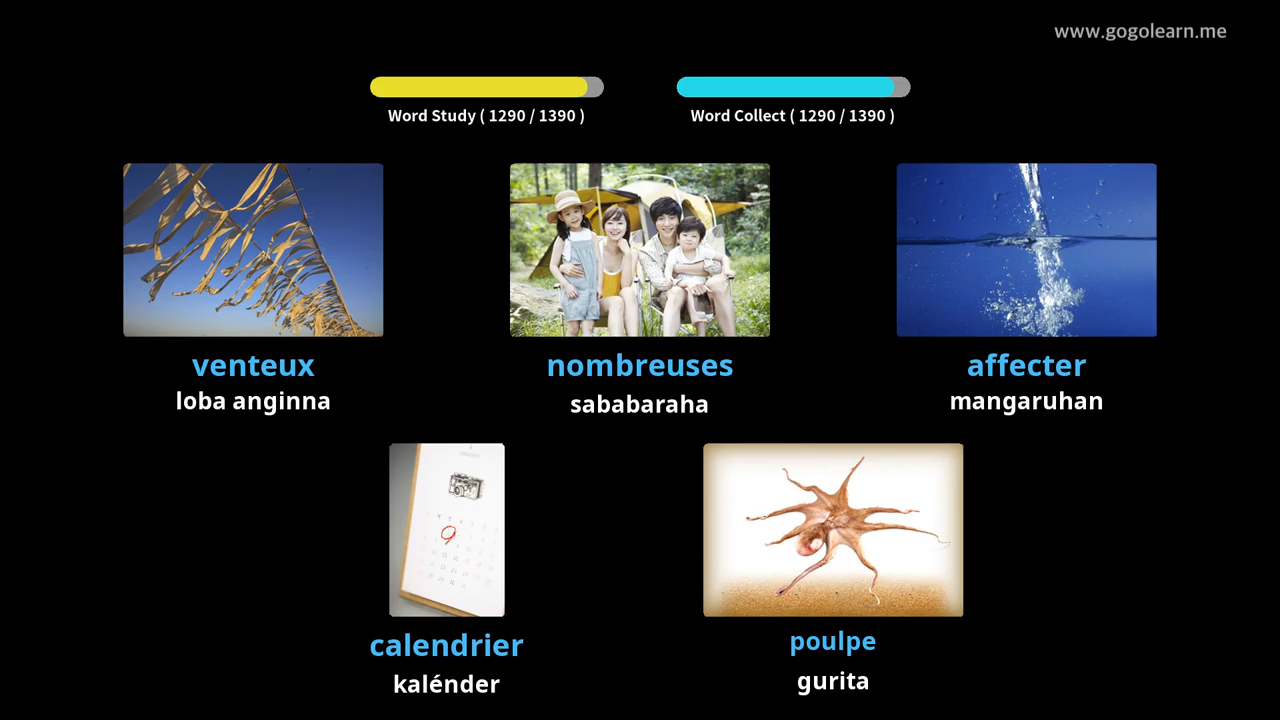 www.gogolearn.me
Word Study ( 1290 / 1390 )
Word Collect ( 1290 / 1390 )
venteux
loba anginna
nombreuses
sababaraha
affecter
mangaruhan
calendrier
kalénder
poulpe
gurita